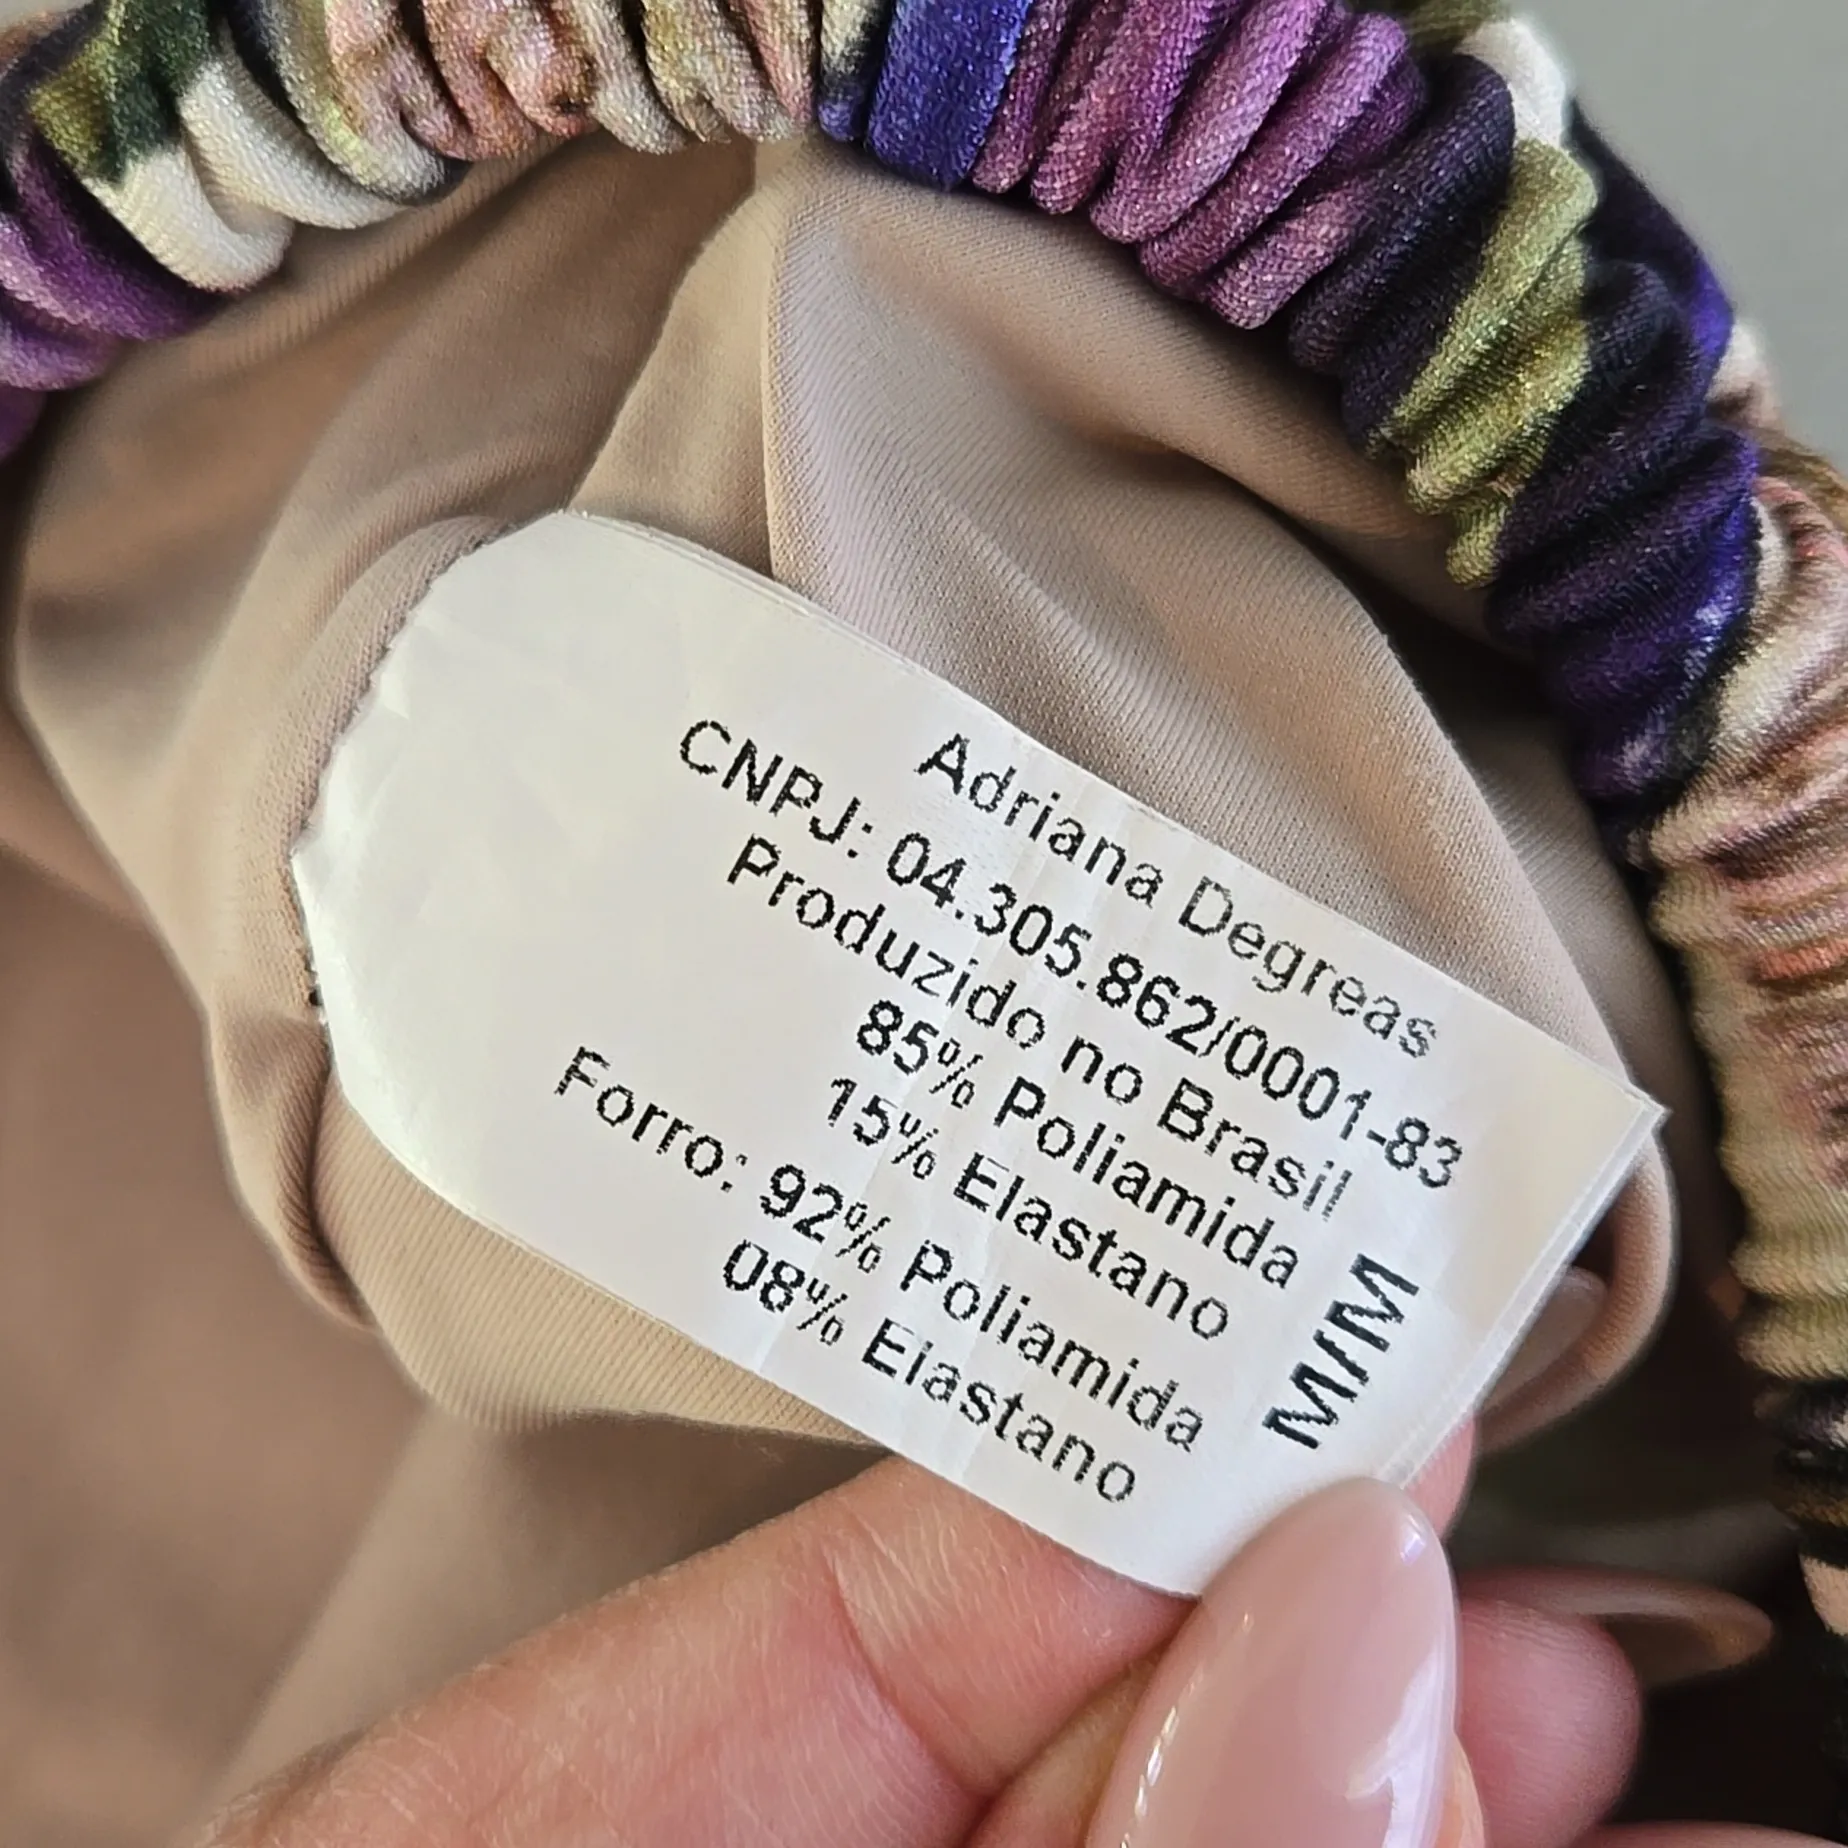 Adriana Degreas
CNPJ: 04.305.862/0001-83
Produzido no Brasil
85% Poliamida
15% Elastano
Forro: 92% Poliamida
08% Elastano
M/M